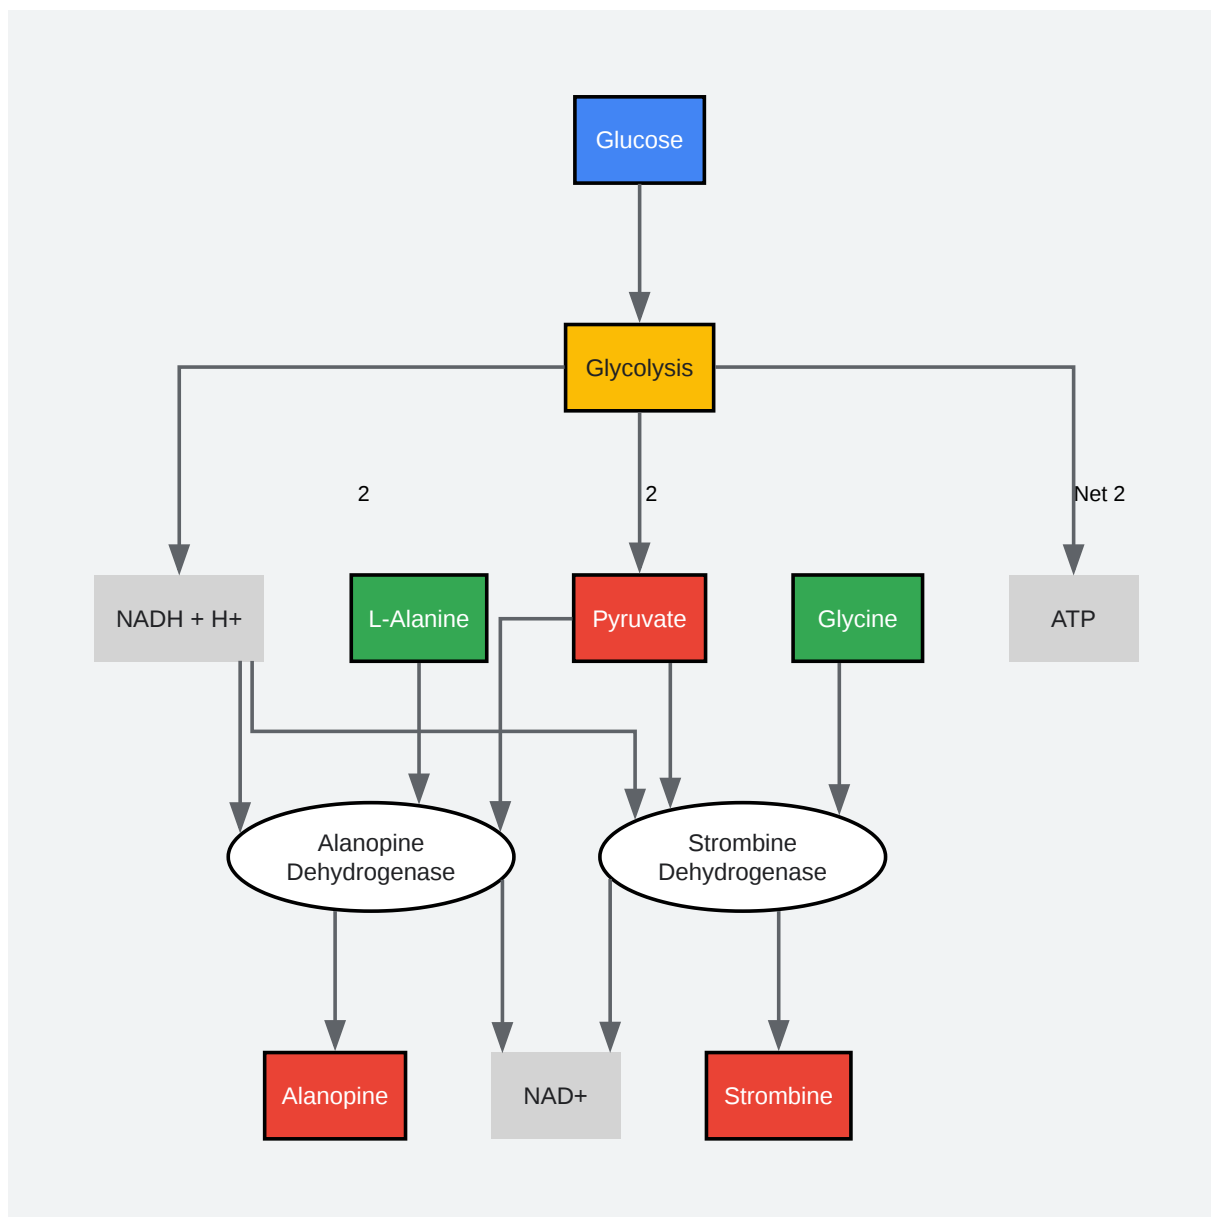 Glucose
Glycolysis
2
2
Net 2
NADH + H+
L-Alanine
Pyruvate
Glycine
ATP
Alanopine
Dehydrogenase
Strombine
Dehydrogenase
Alanopine
NAD+
Strombine